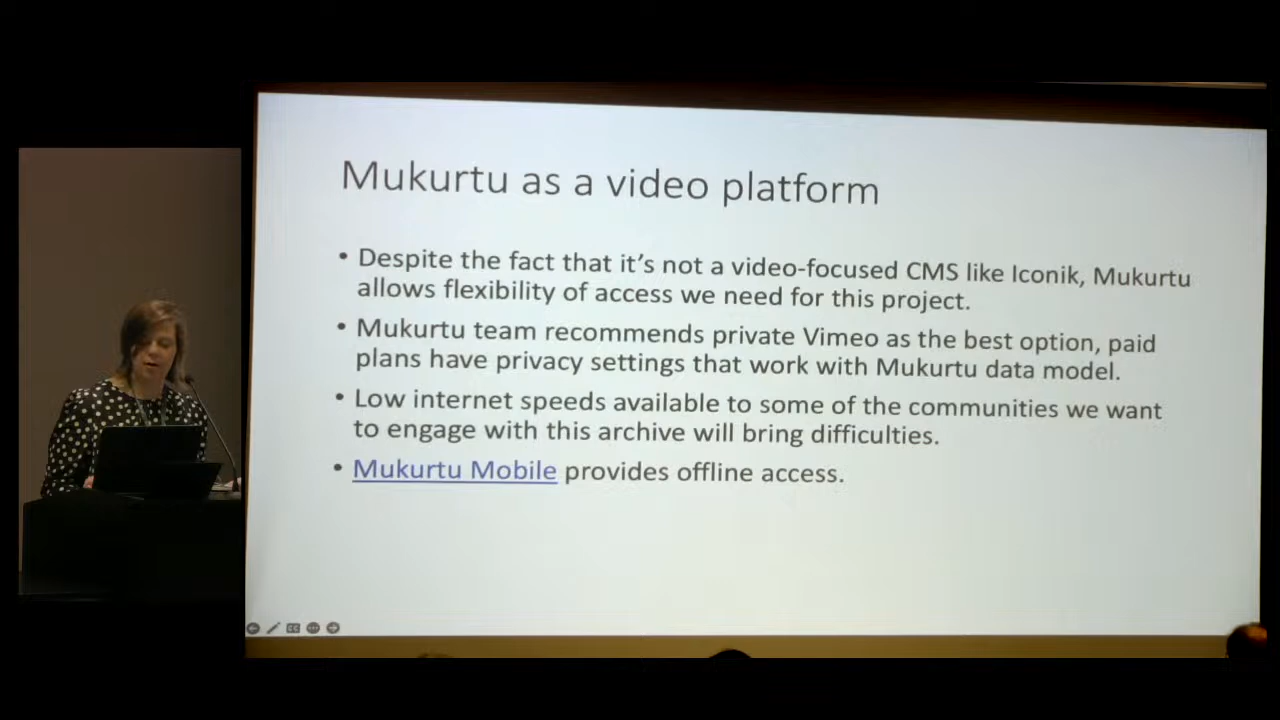 Mukurtu as a video platform
• Despite the fact that it's not a video-focused CMS like Iconik, Mukurtu
allows flexibility of access we need for this project.
• Mukurtu team recommends private Vimeo as the best option, paid
plans have privacy settings that work with Mukurtu data model.
• Low internet speeds available to some of the communities we want
to engage with this archive will bring difficulties.
• Mukurtu Mobile provides offline access.